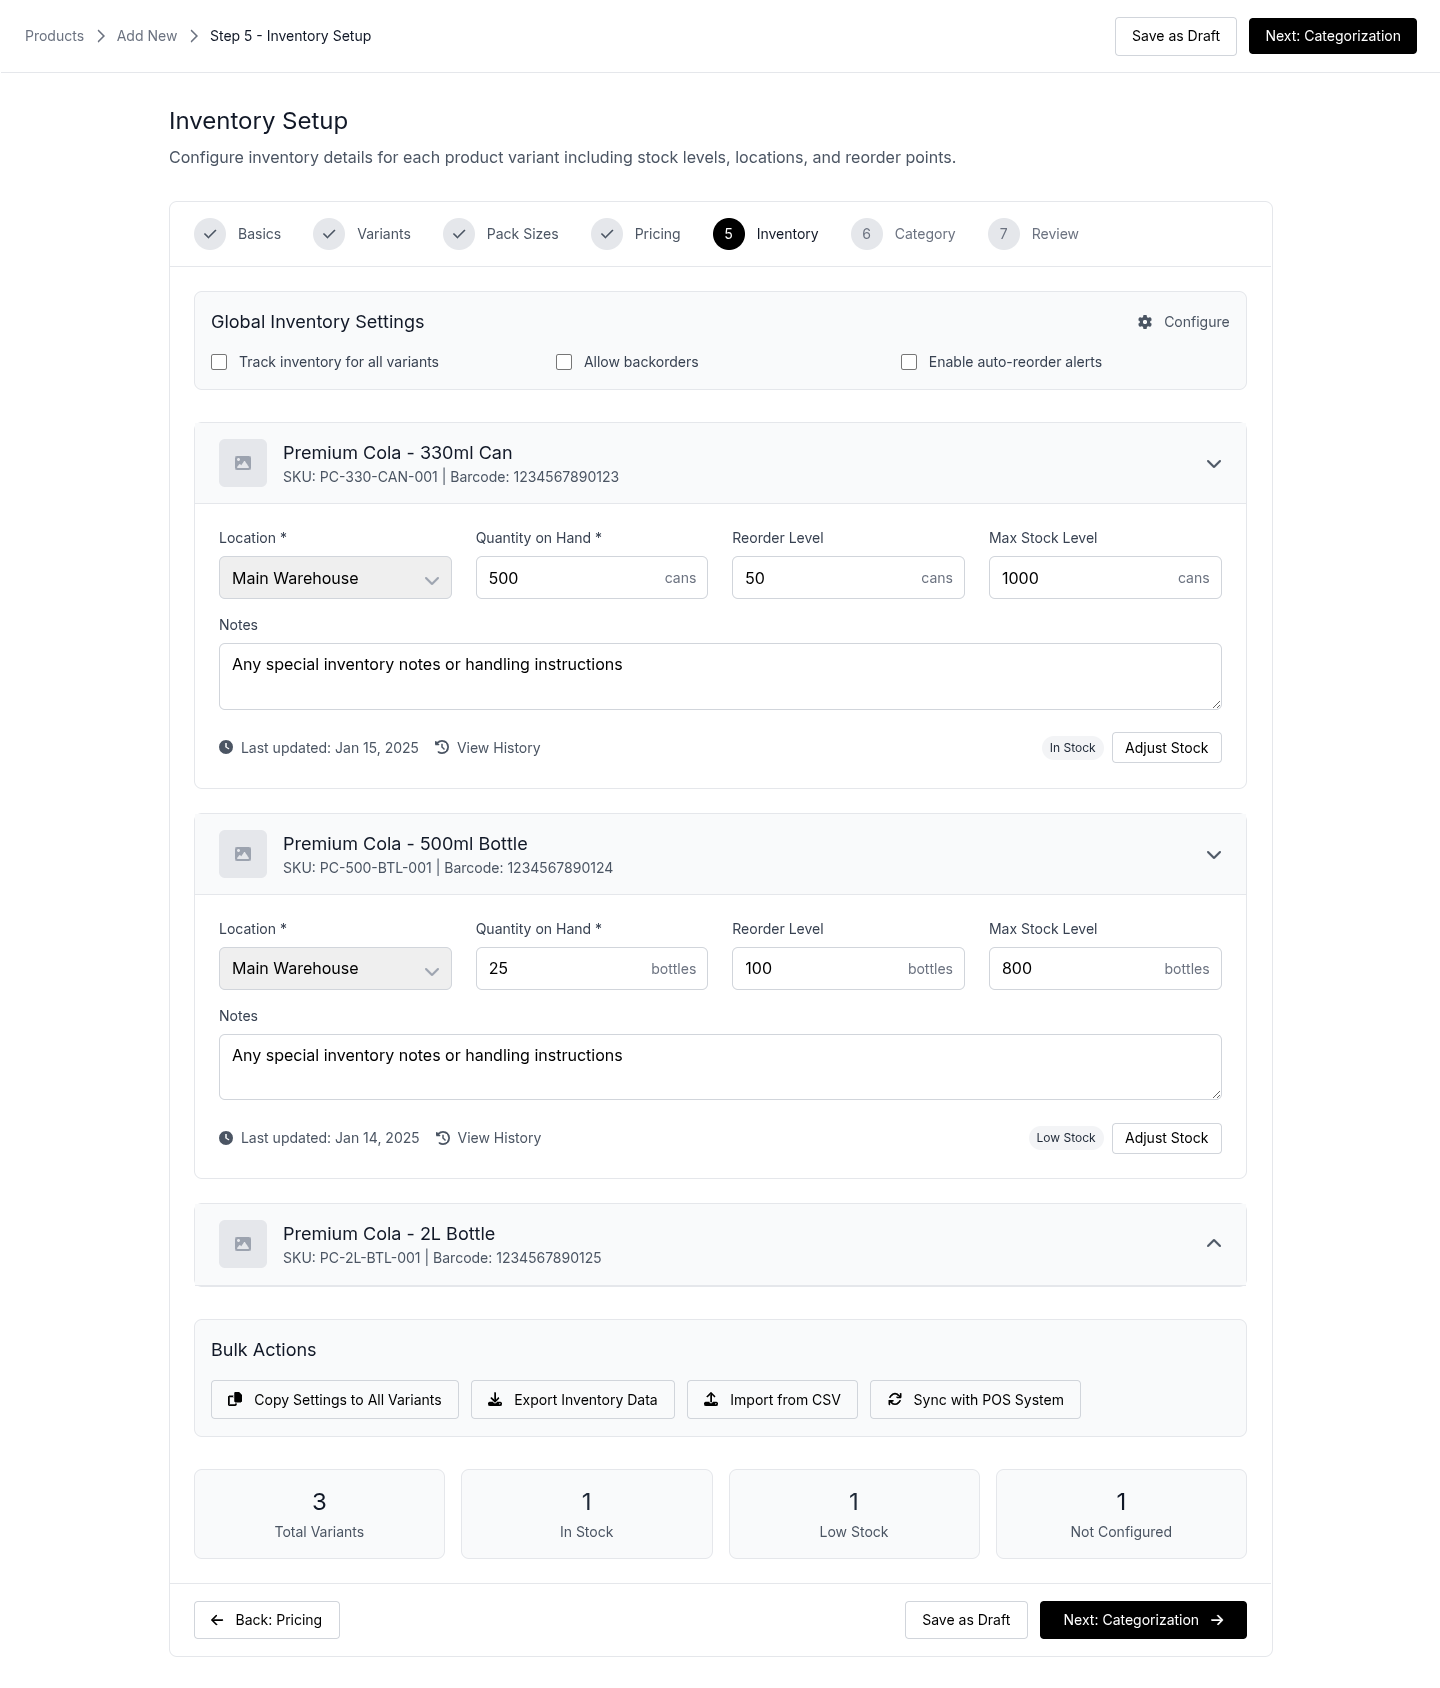 Products Add New Step 5 - Inventory Setup Save as Draft Next: Categorization
Inventory Setup
Configure inventory details for each product variant including stock levels, locations, and reorder points.
Basics Variants Pack Sizes Pricing 5 Inventory 6 Category 7 Review
Global Inventory Settings Configure
Track inventory for all variants Allow backorders Enable auto-reorder alerts
Premium Cola - 330ml Can
SKU: PC-330-CAN-001 | Barcode: 1234567890123
Location * Quantity on Hand * Reorder Level Max Stock Level
Main Warehouse 500 cans 50 cans 1000 cans
Notes
Any special inventory notes or handling instructions
Last updated: Jan 15, 2025 View History In Stock Adjust Stock
Premium Cola - 500ml Bottle
SKU: PC-500-BTL-001 | Barcode: 1234567890124
Location * Quantity on Hand * Reorder Level Max Stock Level
Main Warehouse 25 bottles 100 bottles 800 bottles
Notes
Any special inventory notes or handling instructions
Last updated: Jan 14, 2025 View History Low Stock Adjust Stock
Premium Cola - 2L Bottle
SKU: PC-2L-BTL-001 | Barcode: 1234567890125
Bulk Actions
Copy Settings to All Variants Export Inventory Data Import from CSV Sync with POS System
3 1 1 1
Total Variants In Stock Low Stock Not Configured
Back: Pricing Save as Draft Next: Categorization